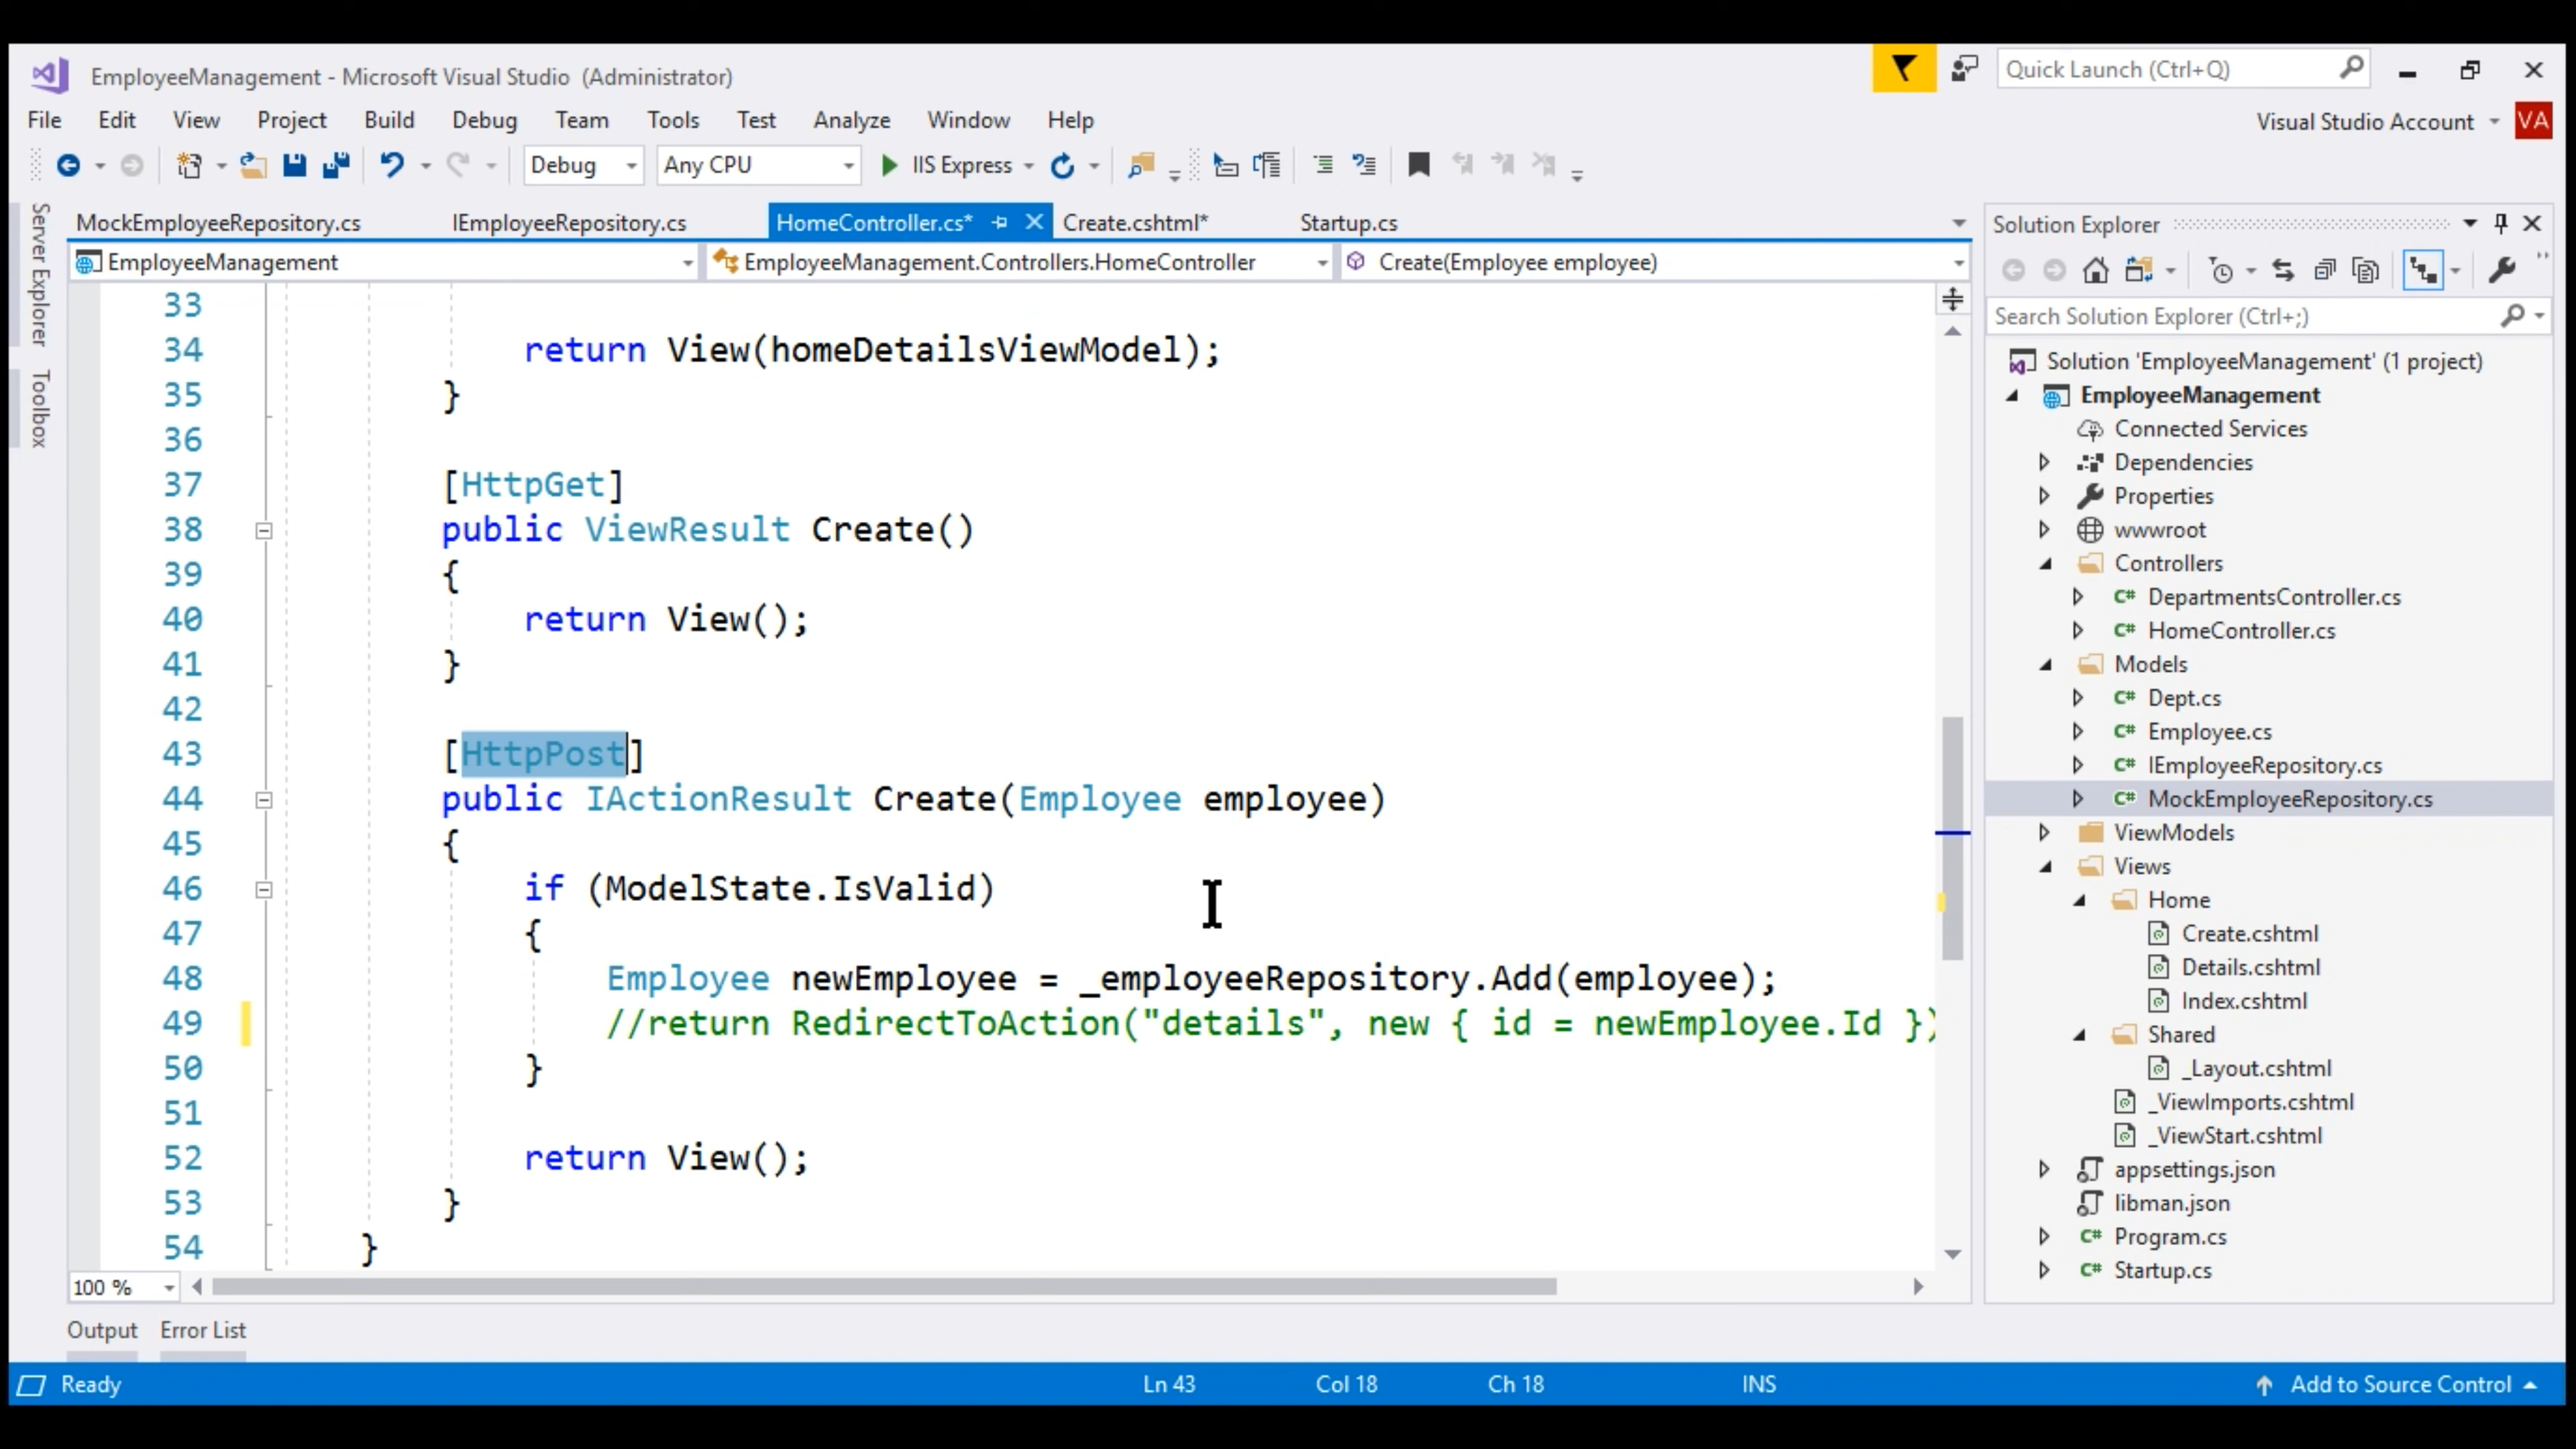 EmployeeManagement - Microsoft Visual Studio (Administrator)
Quick Launch (Ctrl+Q)
File Edit View Project Build Debug Team Tools Test Analyze Window Help
Visual Studio Account VA
Debug Any CPU IIS Express
Server Explorer
Toolbox
MockEmployeeRepository.cs IEmployeeRepository.cs HomeController.cs* Create.cshtml* Startup.cs
EmployeeManagement EmployeeManagement.Controllers.HomeController Create(Employee employee)
33
34 return View(homeDetailsViewModel);
35 }
36
37 [HttpGet]
38 public ViewResult Create()
39 {
40 return View();
41 }
42
43 [HttpPost]
44 public IActionResult Create(Employee employee)
45 {
46 if (ModelState.IsValid)
47 {
48 Employee newEmployee = _employeeRepository.Add(employee);
49 //return RedirectToAction("details", new { id = newEmployee.Id })
50 }
51
52 return View();
53 }
54 }
100 %
Solution Explorer
Search Solution Explorer (Ctrl+;)
Solution 'EmployeeManagement' (1 project)
EmployeeManagement
Connected Services
Dependencies
Properties
wwwroot
Controllers
C# DepartmentsController.cs
C# HomeController.cs
Models
C# Dept.cs
C# Employee.cs
C# IEmployeeRepository.cs
C# MockEmployeeRepository.cs
ViewModels
Views
Home
Create.cshtml
Details.cshtml
Index.cshtml
Shared
_Layout.cshtml
_ViewImports.cshtml
_ViewStart.cshtml
appsettings.json
libman.json
C# Program.cs
C# Startup.cs
Output Error List
Ready Ln 43 Col 18 Ch 18 INS Add to Source Control